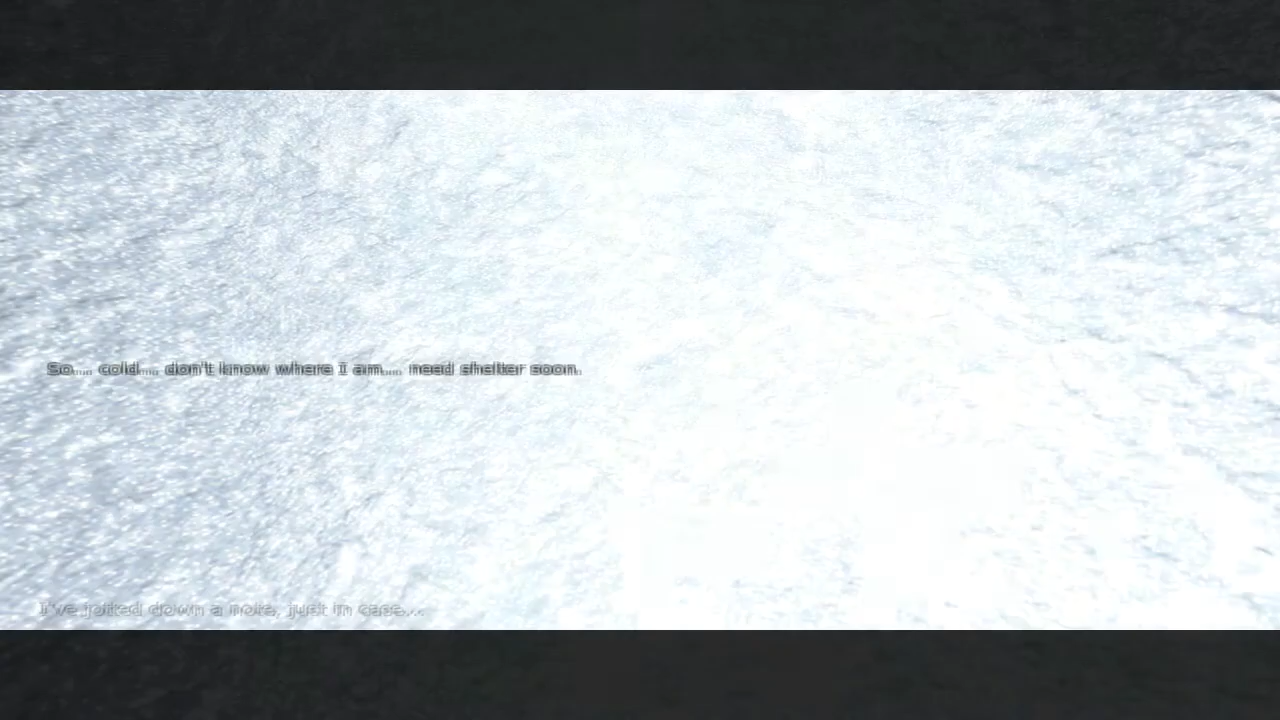 So.... cold.... don't know where I am.... need shelter soon.
I've jotted down a note, just in case...